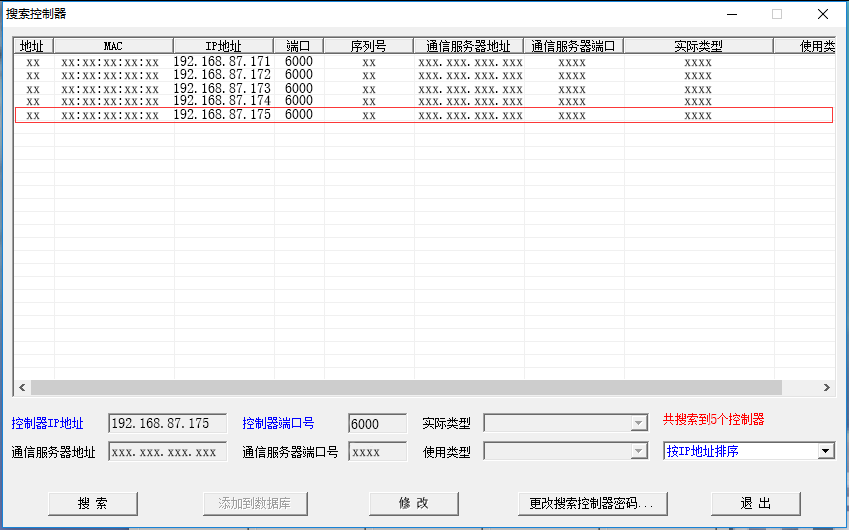 搜索控制器
地址 MAC IP地址 端口 序列号 通信服务器地址 通信服务器端口 实际类型 使用类
xx xx:xx:xx:xx:xx 192.168.87.171 6000 xx xxx.xxx.xxx.xxx xxxx xxxx
xx xx:xx:xx:xx:xx 192.168.87.172 6000 xx xxx.xxx.xxx.xxx xxxx xxxx
xx xx:xx:xx:xx:xx 192.168.87.173 6000 xx xxx.xxx.xxx.xxx xxxx xxxx
xx xx:xx:xx:xx:xx 192.168.87.174 6000 xx xxx.xxx.xxx.xxx xxxx xxxx
xx xx:xx:xx:xx:xx 192.168.87.175 6000 xx xxx.xxx.xxx.xxx xxxx xxxx
控制器IP地址 192.168.87.175 控制器端口号 6000 实际类型 共搜索到5个控制器
通信服务器地址 xxx.xxx.xxx.xxx 通信服务器端口号 xxxx 使用类型 按IP地址排序
搜 索 添加到数据库 修 改 更改搜索控制器密码... 退 出